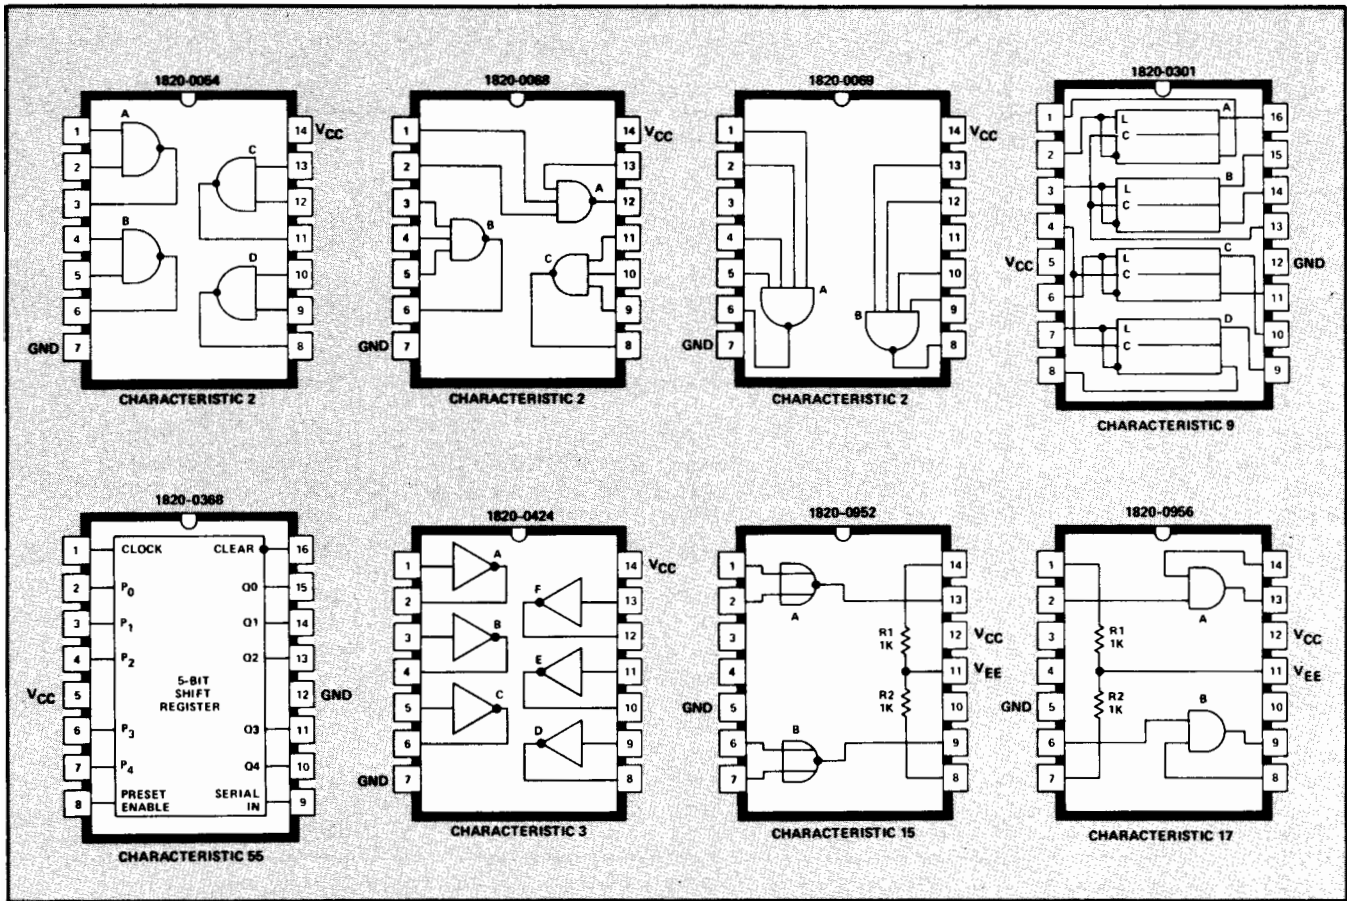 1820-0054
A
1
2
3
B
4
5
6
GND 7
14 VCC
C
13
12
11
D
10
9
8
CHARACTERISTIC 2
1820-0068
1
2
3
4
B
5
6
GND 7
14 VCC
13
A
12
11
C
10
9
8
CHARACTERISTIC 2
1820-0069
1
2
3
4
5
A
6
GND 7
14 VCC
13
12
11
10
B
9
8
CHARACTERISTIC 2
1820-0301
1
2
3
4
VCC 5
6
7
8
A
L
C
B
L
C
C
L
C
D
L
C
16
15
14
13
12 GND
11
10
9
CHARACTERISTIC 9
1820-0368
1 CLOCK
2 P0
3 P1
4 P2
VCC 5
6 P3
7 P4
8 PRESET
ENABLE
5-BIT
SHIFT
REGISTER
CLEAR 16
Q0 15
Q1 14
Q2 13
12 GND
Q3 11
Q4 10
SERIAL
IN 9
CHARACTERISTIC 55
1820-0424
A
1
2
B
3
4
C
5
6
GND 7
14 VCC
F
13
12
E
11
10
D
9
8
CHARACTERISTIC 3
1820-0952
1
2
A
3
4
GND 5
B
6
7
14
13
R1
1K
12 VCC
11 VEE
R2
1K
10
9
8
CHARACTERISTIC 15
1820-0956
1
2
3
R1
1K
4
GND 5
R2
1K
6
7
14
13
A
12 VCC
11 VEE
10
B
9
8
CHARACTERISTIC 17